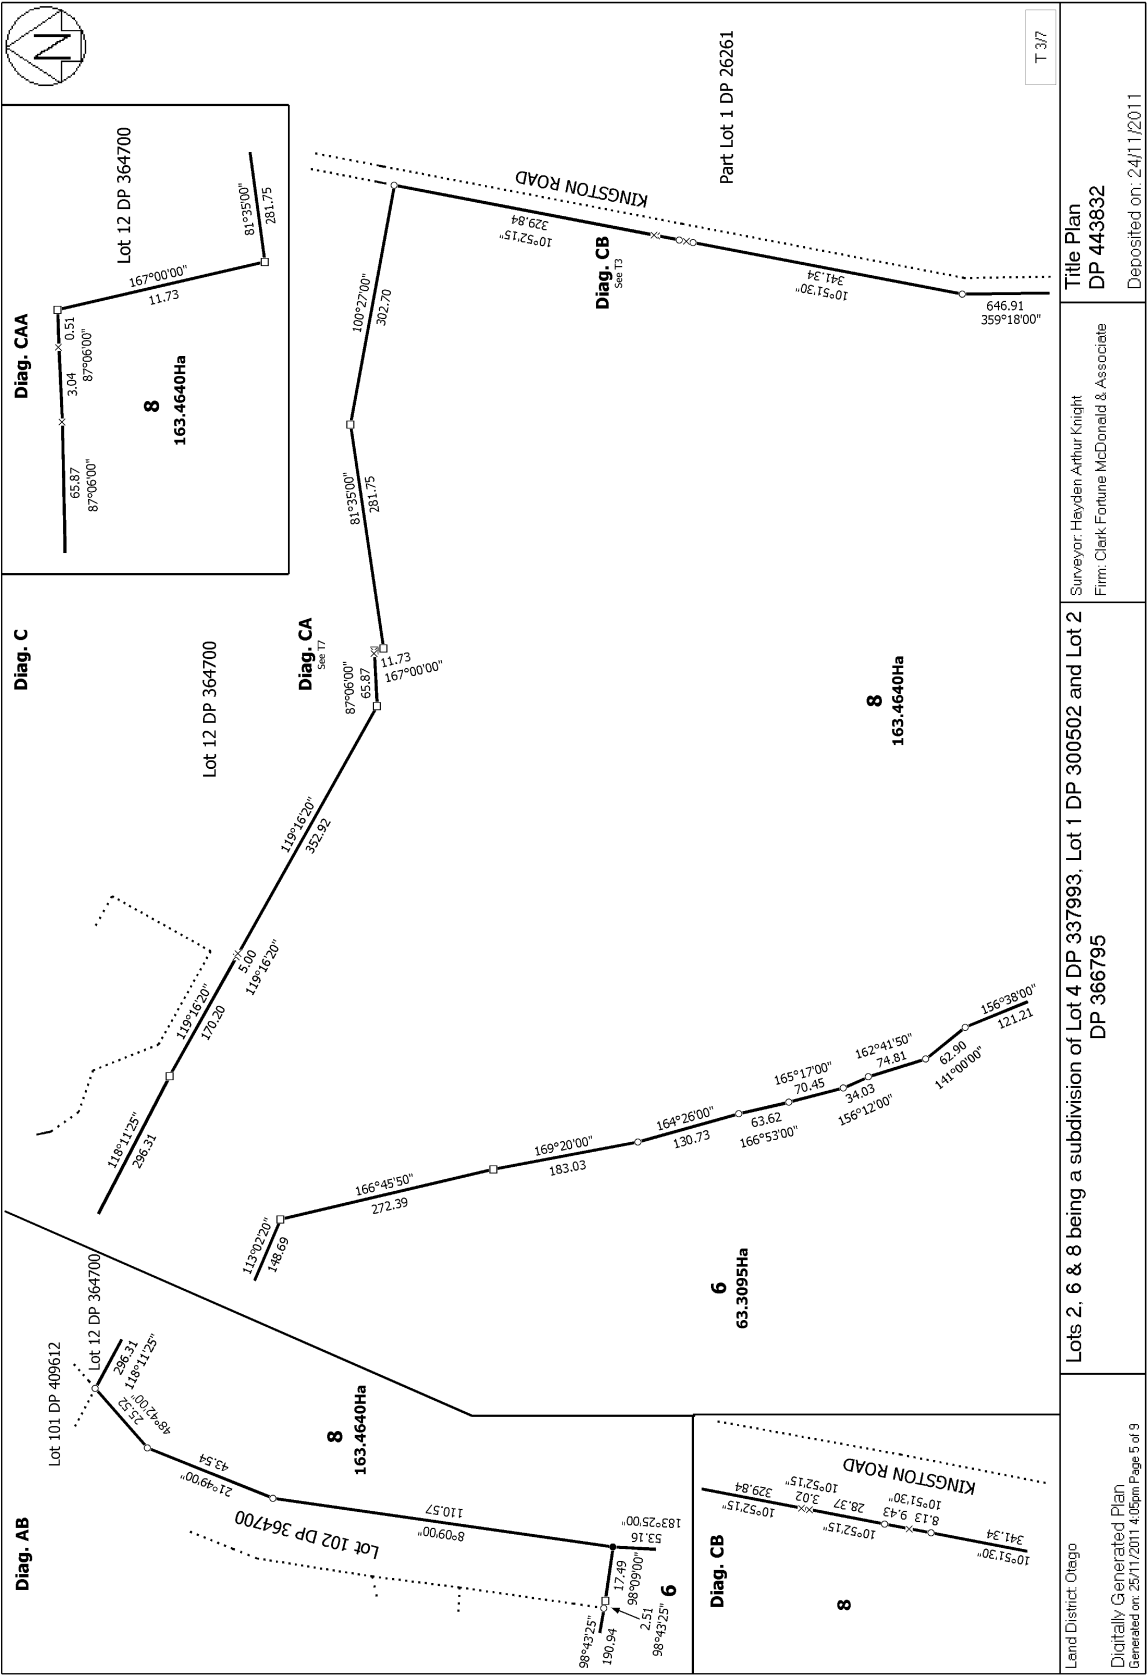 Diag. AB
Lot 101 DP 409612
Lot 12 DP 364700
296.31
118°11'25"
25.52
48°42'00"
43.54
21°49'00"
8
163.4640Ha
Lot 102 DP 364700
110.57
8°09'00"
53.16
183°25'00"
17.49
98°09'00"
6
2.51
98°43'25"
98°43'25"
190.94
Diag. C
Lot 12 DP 364700
118°11'25"
296.31
119°16'20"
170.20
5.00
119°16'20"
119°16'20"
352.92
Diag. CA
See T7
87°06'00"
65.87
11.73
167°00'00"
81°35'00"
281.75
100°27'00"
302.70
KINGSTON ROAD
329.84
10°52'15"
Diag. CB
See T3
341.34
10°51'30"
646.91
359°18'00"
Part Lot 1 DP 26261
8
163.4640Ha
113°02'20"
148.69
166°45'50"
272.39
169°20'00"
183.03
164°26'00"
130.73
63.62
166°53'00"
165°17'00"
70.45
34.03
156°12'00"
162°41'50"
74.81
62.90
141°00'00"
156°38'00"
121.21
6
63.3095Ha
Diag. CAA
Lot 12 DP 364700
65.87
87°06'00"
3.04
0.51
87°06'00"
167°00'00"
11.73
81°35'00"
281.75
8
163.4640Ha
N
Diag. CB
KINGSTON ROAD
329.84
10°52'15"
3.02
10°52'15"
28.37
10°52'15"
9.43
10°51'30"
8.13
341.34
10°51'30"
8
T 3/7
Land District: Otago
Digitally Generated Plan
Generated on: 25/11/2011 4:05pm Page 5 of 9
Lots 2, 6 & 8 being a subdivision of Lot 4 DP 337993, Lot 1 DP 300502 and Lot 2
DP 366795
Surveyor: Hayden Arthur Knight
Firm: Clark Fortune McDonald & Associate
Title Plan
DP 443832
Deposited on: 24/11/2011